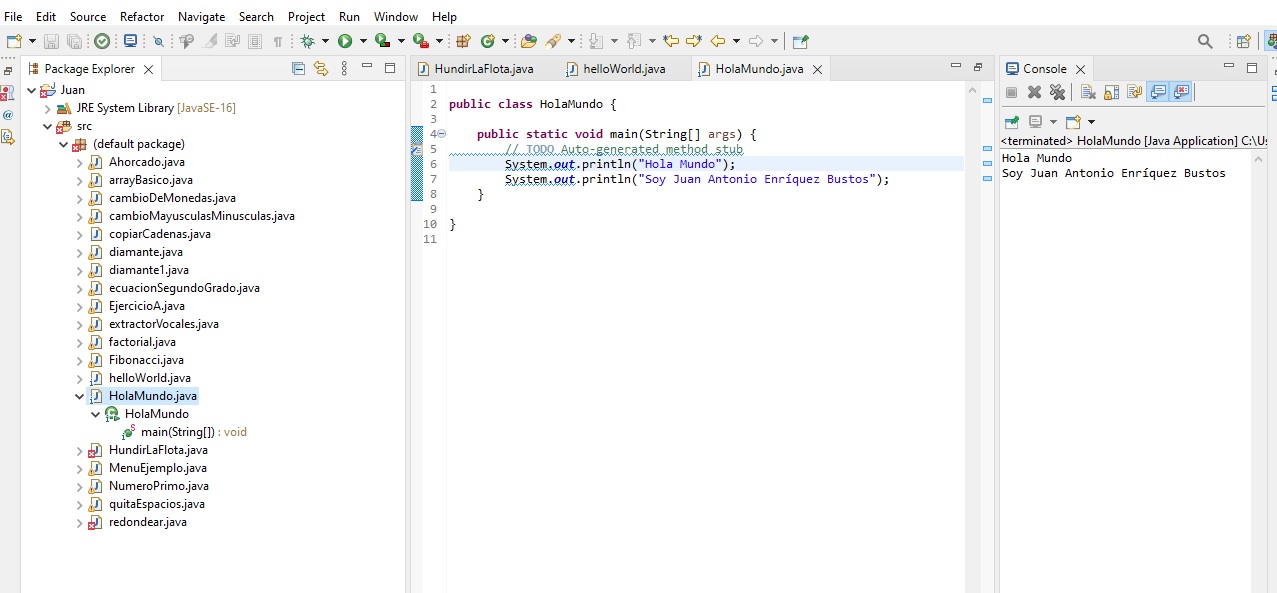 File Edit Source Refactor Navigate Search Project Run Window Help
Package Explorer
Juan
JRE System Library [JavaSE-16]
src
(default package)
Ahorcado.java
arrayBasico.java
cambioDeMonedas.java
cambioMayusculasMinusculas.java
copiarCadenas.java
diamante.java
diamante1.java
ecuacionSegundoGrado.java
EjercicioA.java
extractorVocales.java
factorial.java
Fibonacci.java
helloWorld.java
HolaMundo.java
HolaMundo
main(String[]) : void
HundirLaFlota.java
MenuEjemplo.java
NumeroPrimo.java
quitaEspacios.java
redondear.java
HundirLaFlota.java helloWorld.java HolaMundo.java
1
2 public class HolaMundo {
3
4 public static void main(String[] args) {
5 // TODO Auto-generated method stub
6 System.out.println("Hola Mundo");
7 System.out.println("Soy Juan Antonio Enríquez Bustos");
8 }
9
10 }
11
Console
<terminated> HolaMundo [Java Application] C:\Us
Hola Mundo
Soy Juan Antonio Enríquez Bustos